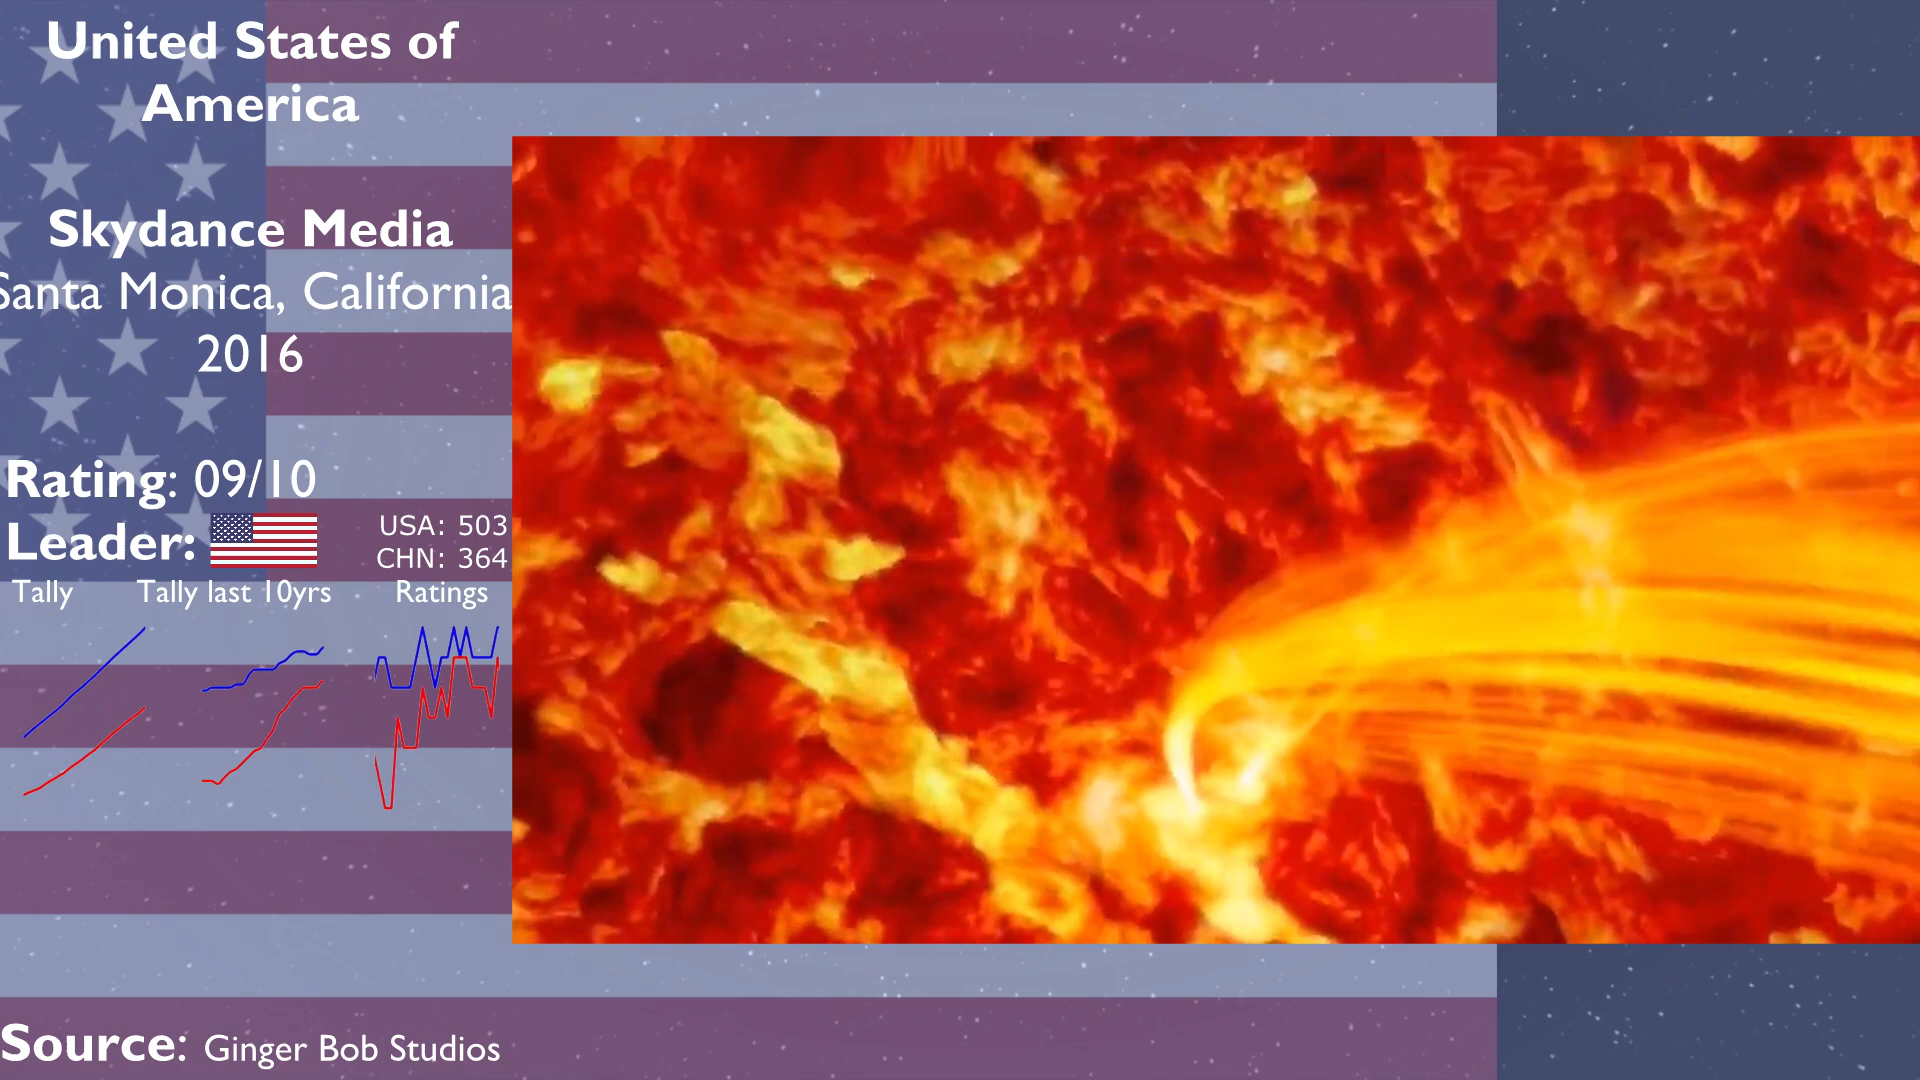 United States of
America
Skydance Media
Santa Monica, California
2016
Rating: 09/10
Leader:
USA: 503
CHN: 364
Tally
Tally last 10yrs
Ratings
Source: Ginger Bob Studios